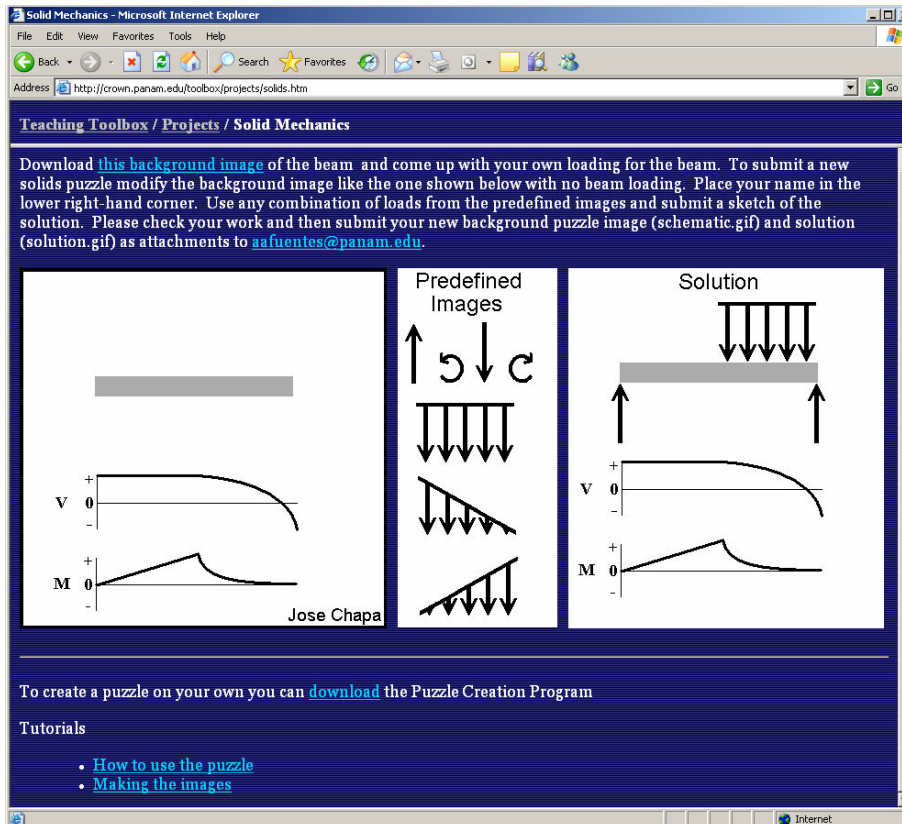 Solid Mechanics - Microsoft Internet Explorer
File Edit View Favorites Tools Help
Back Search Favorites
Address http://crown.panam.edu/toolbox/projects/solids.htm Go
Teaching Toolbox / Projects / Solid Mechanics
Download this background image of the beam and come up with your own loading for the beam. To submit a new
solids puzzle modify the background image like the one shown below with no beam loading. Place your name in the
lower right-hand corner. Use any combination of loads from the predefined images and submit a sketch of the
solution. Please check your work and then submit your new background puzzle image (schematic.gif) and solution
(solution.gif) as attachments to aafuentes@panam.edu.
+
V 0
-
+
M 0
-
Jose Chapa
Predefined
Images
Solution
+
V 0
-
+
M 0
-
To create a puzzle on your own you can download the Puzzle Creation Program
Tutorials
• How to use the puzzle
• Making the images
Internet